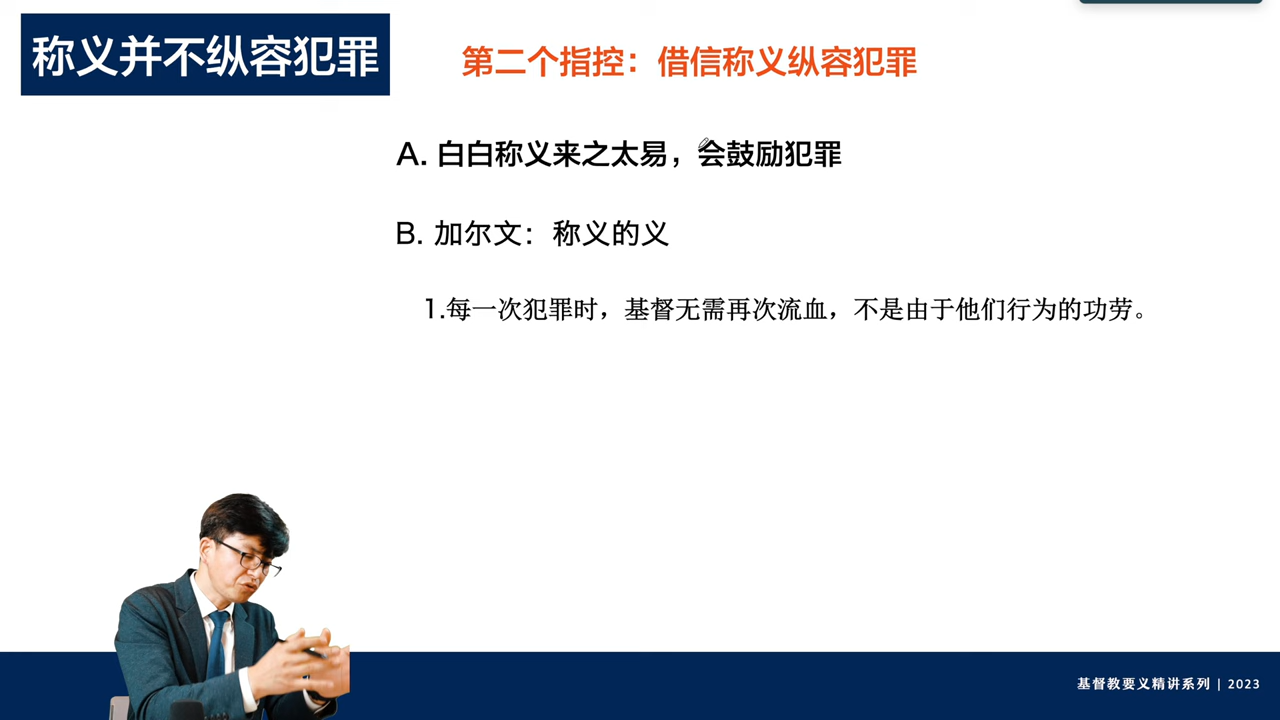 称义并不纵容犯罪
第二个指控：借信称义纵容犯罪
A. 白白称义来之太易，会鼓励犯罪
B. 加尔文：称义的义
1.每一次犯罪时，基督无需再次流血，不是由于他们行为的功劳。
基督教要义精讲系列 | 2023